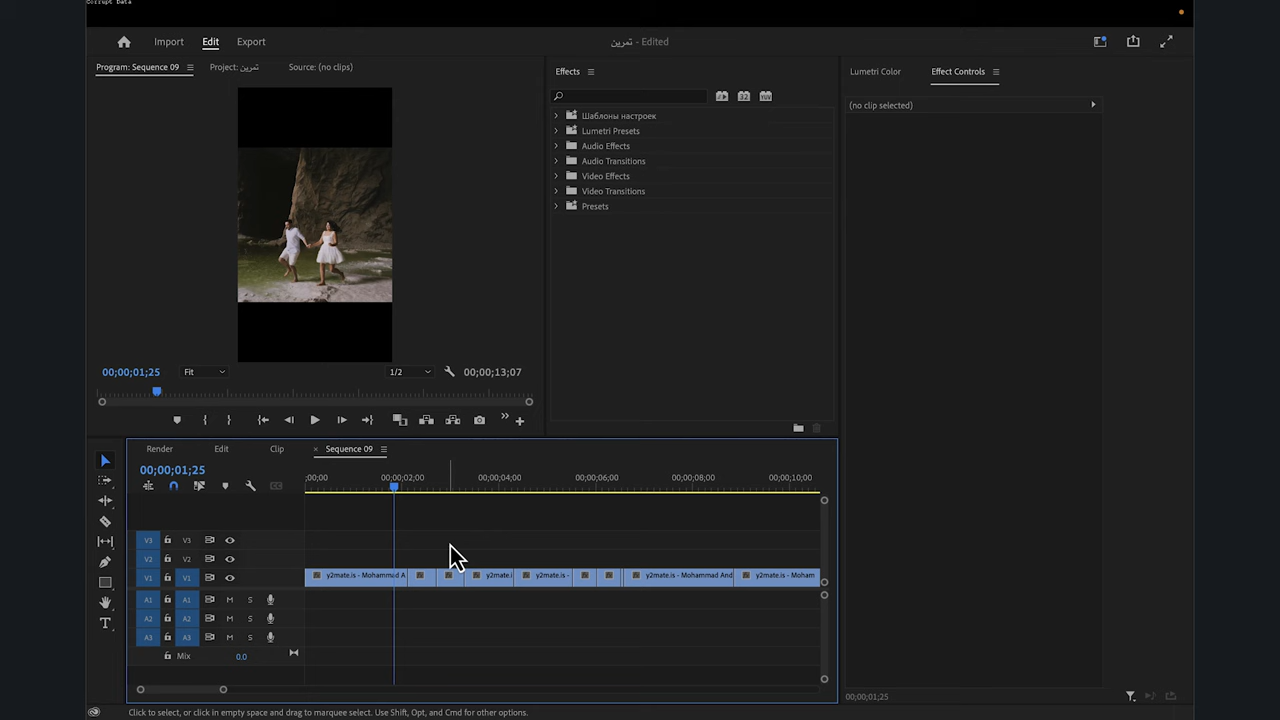 Corrupt Data
Import Edit Export
تمرین - Edited
Program: Sequence 09 Project: تمرین Source: (no clips)
Effects
Lumetri Color Effect Controls
(no clip selected)
Шаблоны настроек
Lumetri Presets
Audio Effects
Audio Transitions
Video Effects
Video Transitions
Presets
00;00;01;25 Fit 1/2 00;00;13;07
Render Edit Clip × Sequence 09
00;00;01;25
;00;00 00;00;02;00 00;00;04;00 00;00;06;00 00;00;08;00 00;00;10;00
V3 V3
V2 V2
V1 V1 y2mate.is - Mohammad A y2mate.i y2mate.is - y2mate.is - Mohammad And y2mate.is - Moham
A1 A1 M S
A2 A2 M S
A3 A3 M S
Mix 0,0
00;00;01;25
Click to select, or click in empty space and drag to marquee select. Use Shift, Opt, and Cmd for other options.